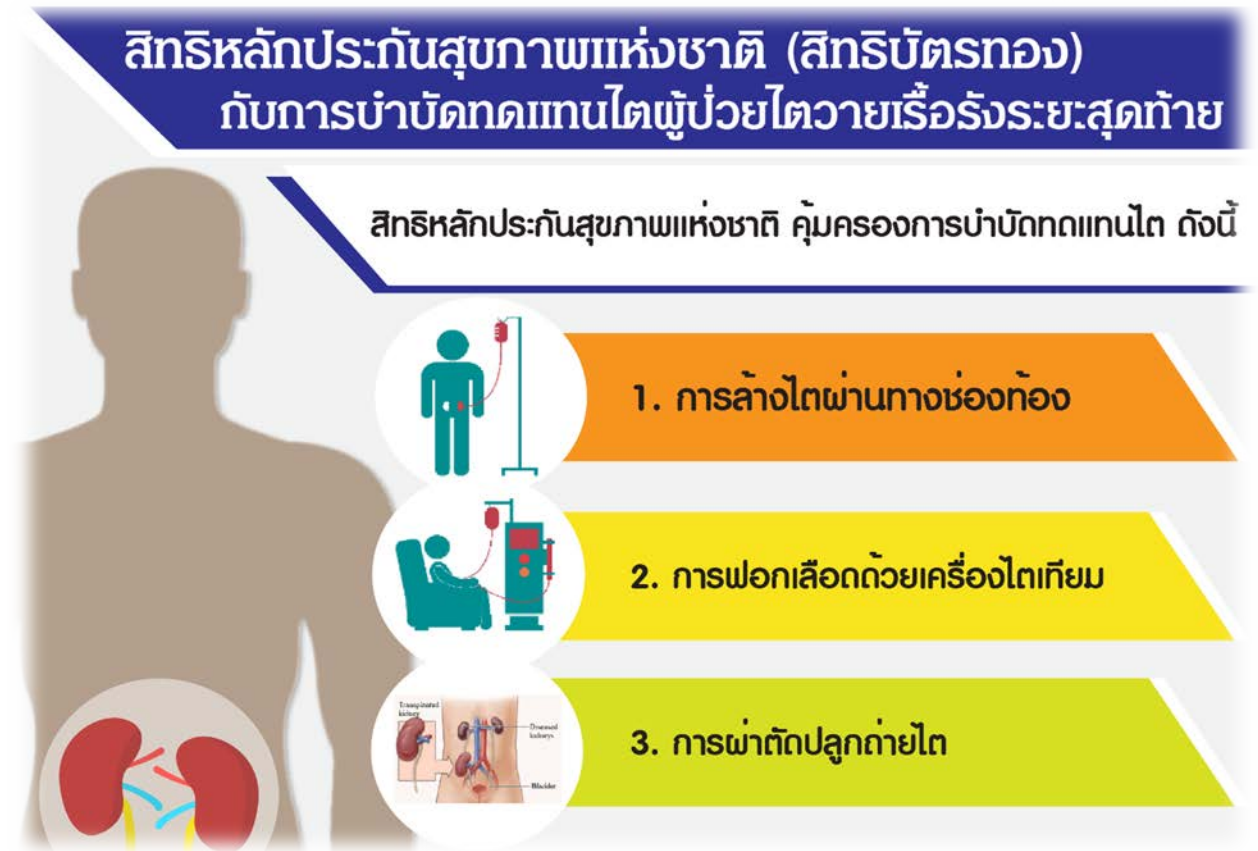 สิทธิหลักประกันสุขภาพแห่งชาติ (สิทธิบัตรทอง)
กับการบำบัดทดแทนไตผู้ป่วยไตวายเรื้อรังระยะสุดท้าย
สิทธิหลักประกันสุขภาพแห่งชาติ คุ้มครองการบำบัดทดแทนไต ดังนี้
1. การล้างไตผ่านทางช่องท้อง
2. การฟอกเลือดด้วยเครื่องไตเทียม
3. การผ่าตัดปลูกถ่ายไต
Transplanted
kidney
Diseased
kidneys
Bladder